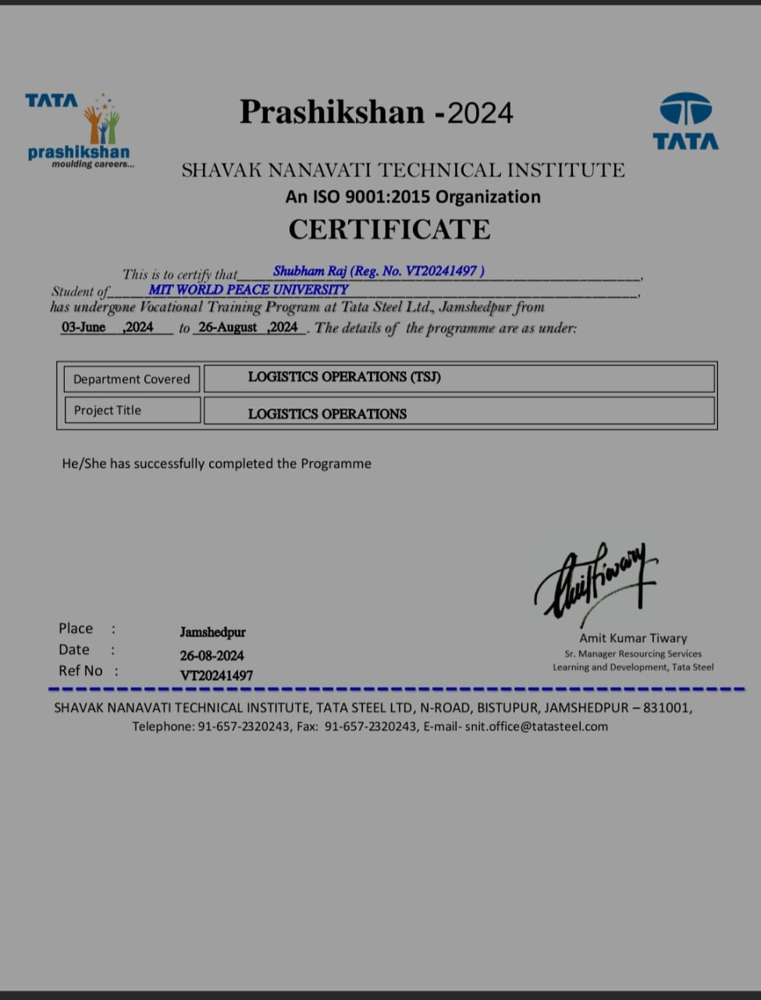 TATA
prashikshan
moulding careers...
Prashikshan -2024
TATA
SHAVAK NANAVATI TECHNICAL INSTITUTE
An ISO 9001:2015 Organization
CERTIFICATE
This is to certify that Shubham Raj (Reg. No. VT20241497 ),
Student of MIT WORLD PEACE UNIVERSITY,
has undergone Vocational Training Program at Tata Steel Ltd., Jamshedpur from
03-June ,2024 to 26-August ,2024 . The details of the programme are as under:
Department Covered LOGISTICS OPERATIONS (TSJ)
Project Title LOGISTICS OPERATIONS
He/She has successfully completed the Programme
Place : Jamshedpur
Date : 26-08-2024
Ref No : VT20241497
Amit Kumar Tiwary
Sr. Manager Resourcing Services
Learning and Development, Tata Steel
SHAVAK NANAVATI TECHNICAL INSTITUTE, TATA STEEL LTD, N-ROAD, BISTUPUR, JAMSHEDPUR – 831001,
Telephone: 91-657-2320243, Fax: 91-657-2320243, E-mail- snit.office@tatasteel.com